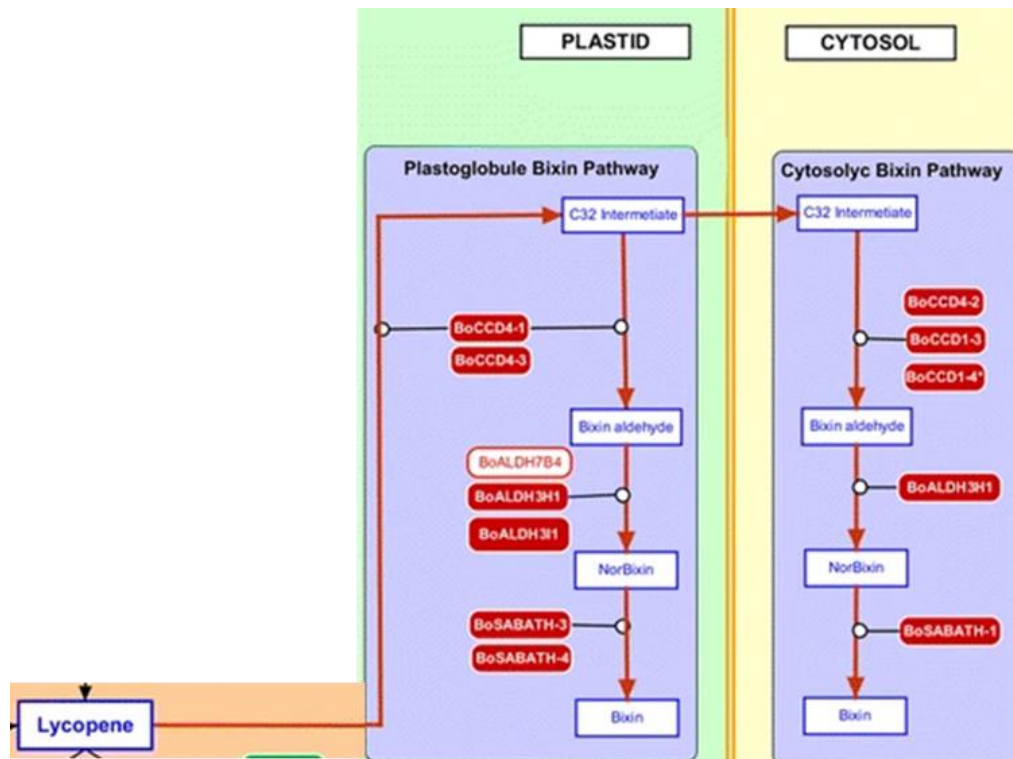 PLASTID
CYTOSOL
Plastoglobule Bixin Pathway
Cytosolyc Bixin Pathway
C32 Intermetiate
C32 Intermetiate
BoCCD4-1
BoCCD4-3
BoCCD4-2
BoCCD1-3
BoCCD1-4*
Bixin aldehyde
Bixin aldehyde
BoALDH7B4
BoALDH3H1
BoALDH3I1
BoALDH3H1
NorBixin
NorBixin
BoSABATH-3
BoSABATH-4
BoSABATH-1
Bixin
Bixin
Lycopene